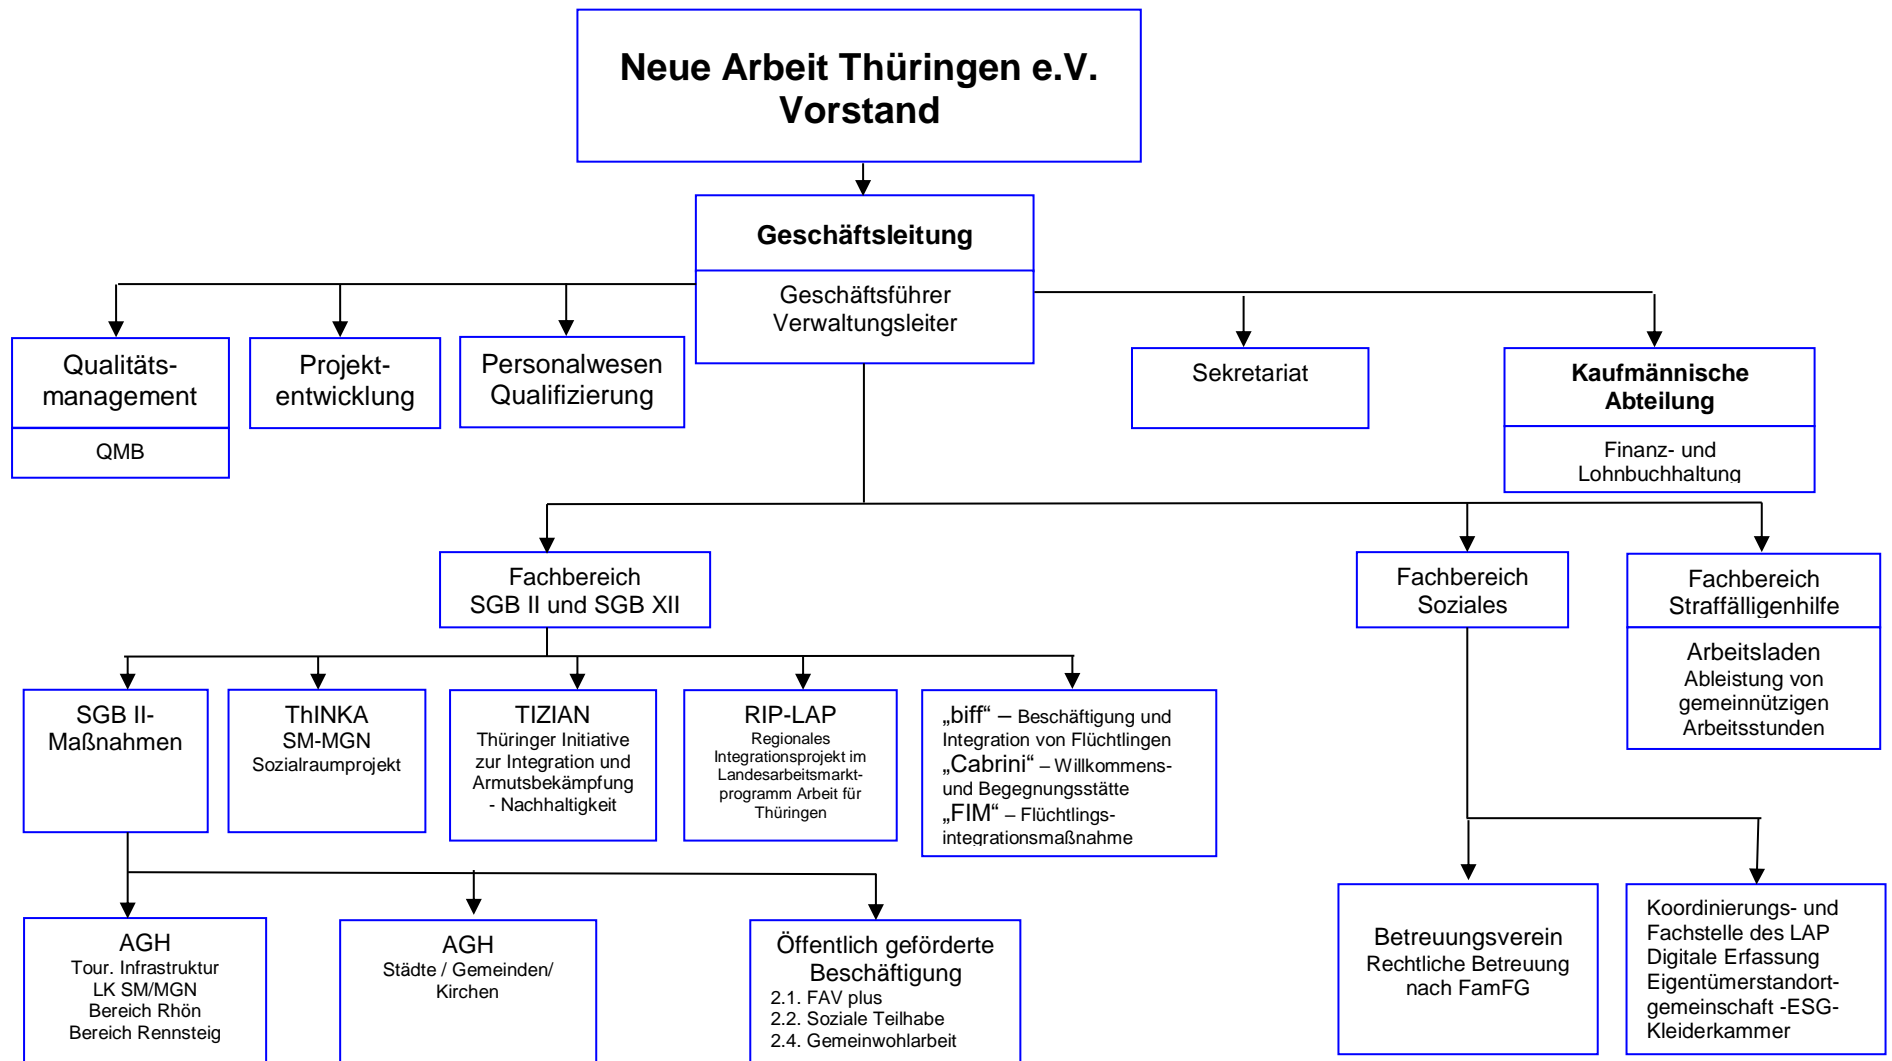 Neue Arbeit Thüringen e.V.
Vorstand
Geschäftsleitung
Geschäftsführer
Verwaltungsleiter
Qualitäts-
management
QMB
Projekt-
entwicklung
Personalwesen
Qualifizierung
Sekretariat
Kaufmännische
Abteilung
Finanz- und
Lohnbuchhaltung
Fachbereich
SGB II und SGB XII
Fachbereich
Soziales
Fachbereich
Straffälligenhilfe
Arbeitsladen
Ableistung von
gemeinnützigen
Arbeitsstunden
SGB II-
Maßnahmen
ThINKA
SM-MGN
Sozialraumprojekt
TIZIAN
Thüringer Initiative
zur Integration und
Armutsbekämpfung
- Nachhaltigkeit
RIP-LAP
Regionales
Integrationsprojekt im
Landesarbeitsmarkt-
programm Arbeit für
Thüringen
„biff“ – Beschäftigung und
Integration von Flüchtlingen
„Cabrini“ – Willkommens-
und Begegnungsstätte
„FIM“ – Flüchtlings-
integrationsmaßnahme
AGH
Tour. Infrastruktur
LK SM/MGN
Bereich Rhön
Bereich Rennsteig
AGH
Städte / Gemeinden/
Kirchen
Öffentlich geförderte
Beschäftigung
2.1. FAV plus
2.2. Soziale Teilhabe
2.4. Gemeinwohlarbeit
Betreuungsverein
Rechtliche Betreuung
nach FamFG
Koordinierungs- und
Fachstelle des LAP
Digitale Erfassung
Eigentümerstandort-
gemeinschaft -ESG-
Kleiderkammer